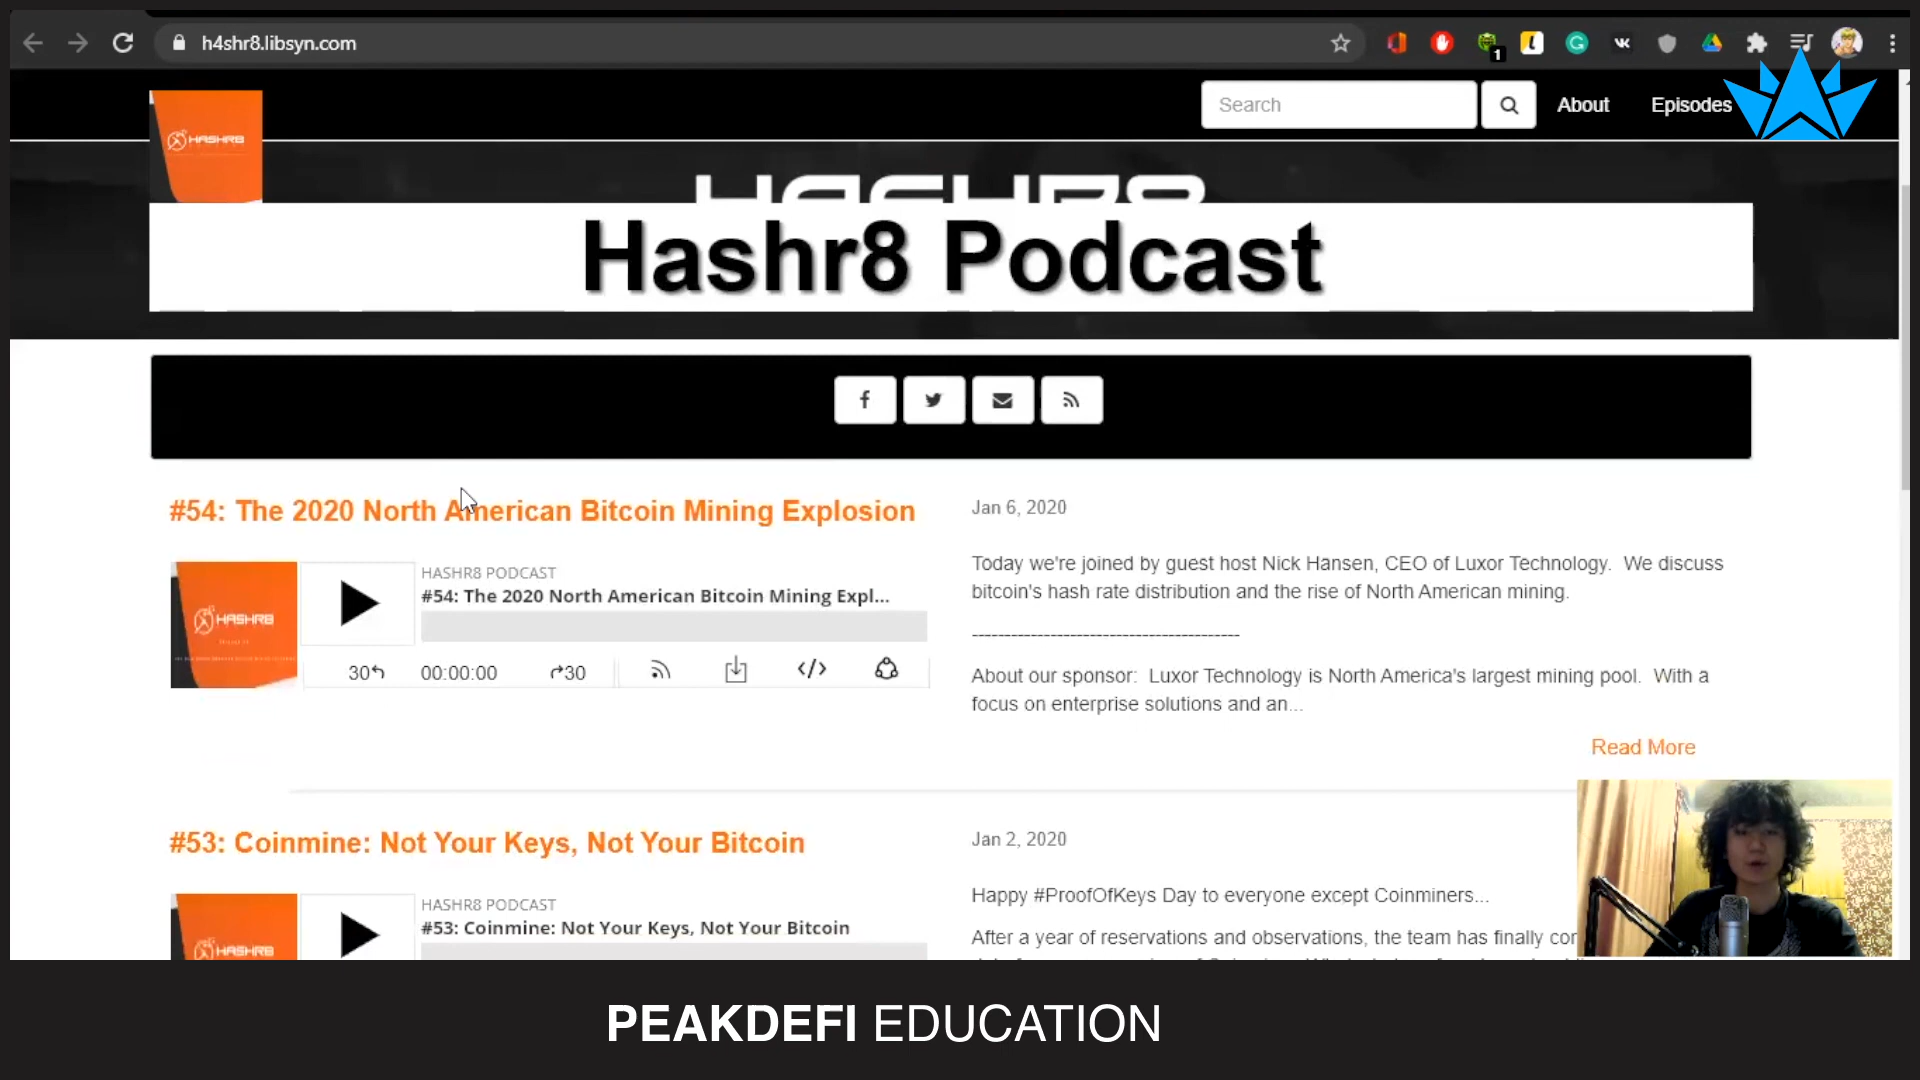 h4shr8.libsyn.com
1
Search
About
Episodes
HASHR8
HASHR8
Hashr8 Podcast
#54: The 2020 North American Bitcoin Mining Explosion
Jan 6, 2020
HASHR8 PODCAST
#54: The 2020 North American Bitcoin Mining Expl...
HASHR8
30
00:00:00
30
Today we're joined by guest host Nick Hansen, CEO of Luxor Technology. We discuss
bitcoin's hash rate distribution and the rise of North American mining.
-----------------------------------------
About our sponsor: Luxor Technology is North America's largest mining pool. With a
focus on enterprise solutions and an...
Read More
#53: Coinmine: Not Your Keys, Not Your Bitcoin
Jan 2, 2020
HASHR8 PODCAST
#53: Coinmine: Not Your Keys, Not Your Bitcoin
HASHR8
Happy #ProofOfKeys Day to everyone except Coinminers...
After a year of reservations and observations, the team has finally
PEAKDEFI EDUCATION